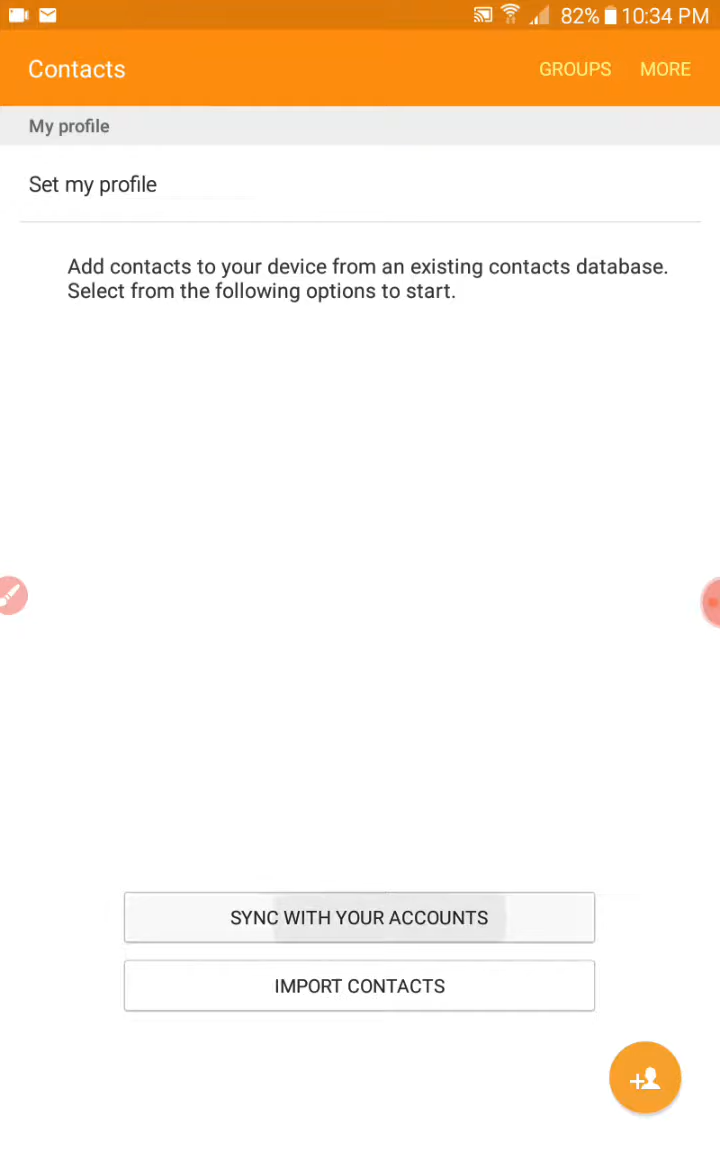 82% 10:34 PM
Contacts GROUPS MORE
My profile
Set my profile
Add contacts to your device from an existing contacts database.
Select from the following options to start.
SYNC WITH YOUR ACCOUNTS
IMPORT CONTACTS